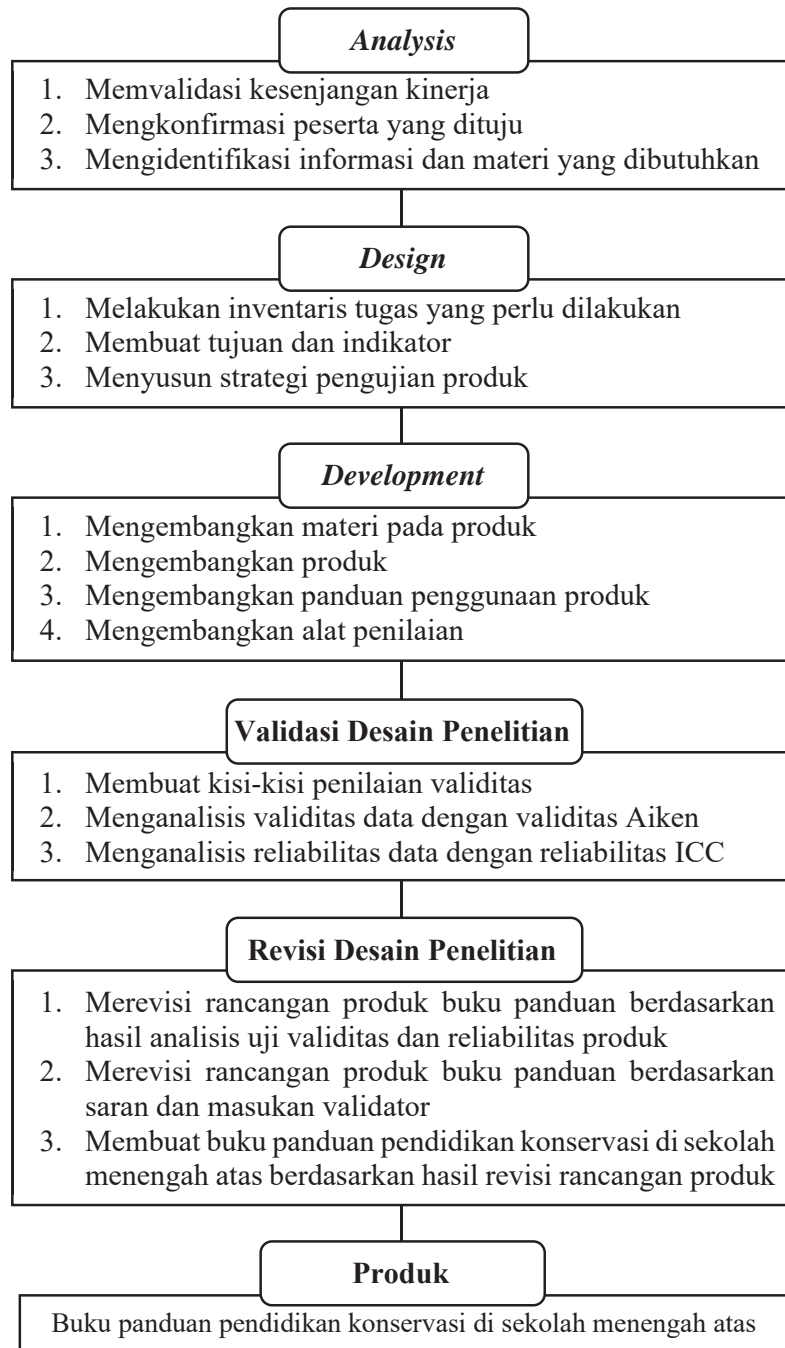 Analysis
1. Memvalidasi kesenjangan kinerja
2. Mengkonfirmasi peserta yang dituju
3. Mengidentifikasi informasi dan materi yang dibutuhkan
Design
1. Melakukan inventaris tugas yang perlu dilakukan
2. Membuat tujuan dan indikator
3. Menyusun strategi pengujian produk
Development
1. Mengembangkan materi pada produk
2. Mengembangkan produk
3. Mengembangkan panduan penggunaan produk
4. Mengembangkan alat penilaian
Validasi Desain Penelitian
1. Membuat kisi-kisi penilaian validitas
2. Menganalisis validitas data dengan validitas Aiken
3. Menganalisis reliabilitas data dengan reliabilitas ICC
Revisi Desain Penelitian
1. Merevisi rancangan produk buku panduan berdasarkan
hasil analisis uji validitas dan reliabilitas produk
2. Merevisi rancangan produk buku panduan berdasarkan
saran dan masukan validator
3. Membuat buku panduan pendidikan konservasi di sekolah
menengah atas berdasarkan hasil revisi rancangan produk
Produk
Buku panduan pendidikan konservasi di sekolah menengah atas